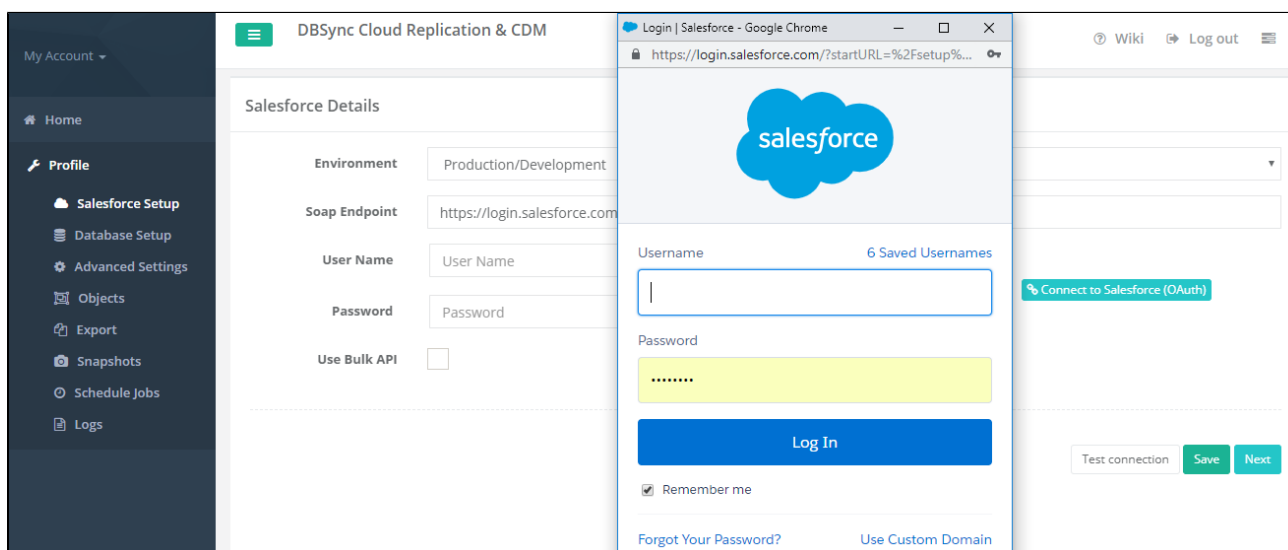 My Account
Home
Profile
Salesforce Setup
Database Setup
Advanced Settings
Objects
Export
Snapshots
Schedule Jobs
Logs
DBSync Cloud Replication & CDM
Wiki
Log out
Salesforce Details
Environment
Production/Development
Soap Endpoint
https://login.salesforce.com
User Name
User Name
Password
Password
Use Bulk API
Connect to Salesforce (OAuth)
Test connection
Save
Next
Login | Salesforce - Google Chrome
https://login.salesforce.com/?startURL=%2Fsetup%...
salesforce
Username
6 Saved Usernames
Password
Log In
Remember me
Forgot Your Password?
Use Custom Domain